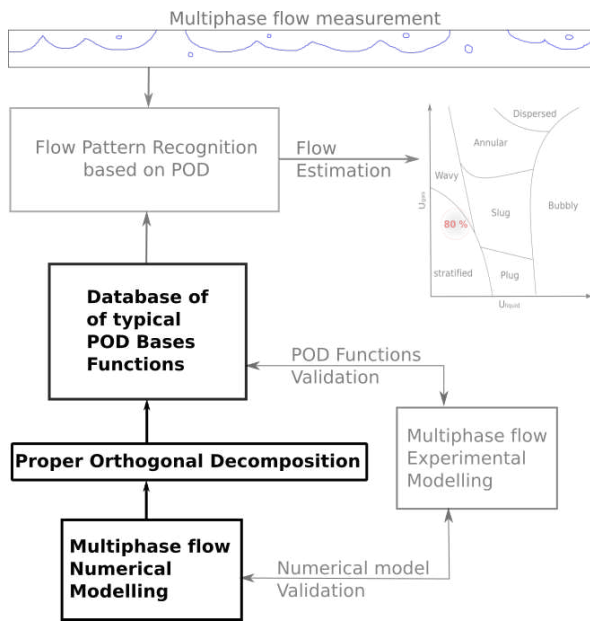 Multiphase flow measurement
Flow Pattern Recognition
based on POD
Flow
Estimation
Dispersed
Annular
Wavy
Slug
Bubbly
80 %
stratified
Plug
Ugas
Uliquid
Database of
of typical
POD Bases
Functions
POD Functions
Validation
Multiphase flow
Experimental
Modelling
Proper Orthogonal Decomposition
Multiphase flow
Numerical
Modelling
Numerical model
Validation